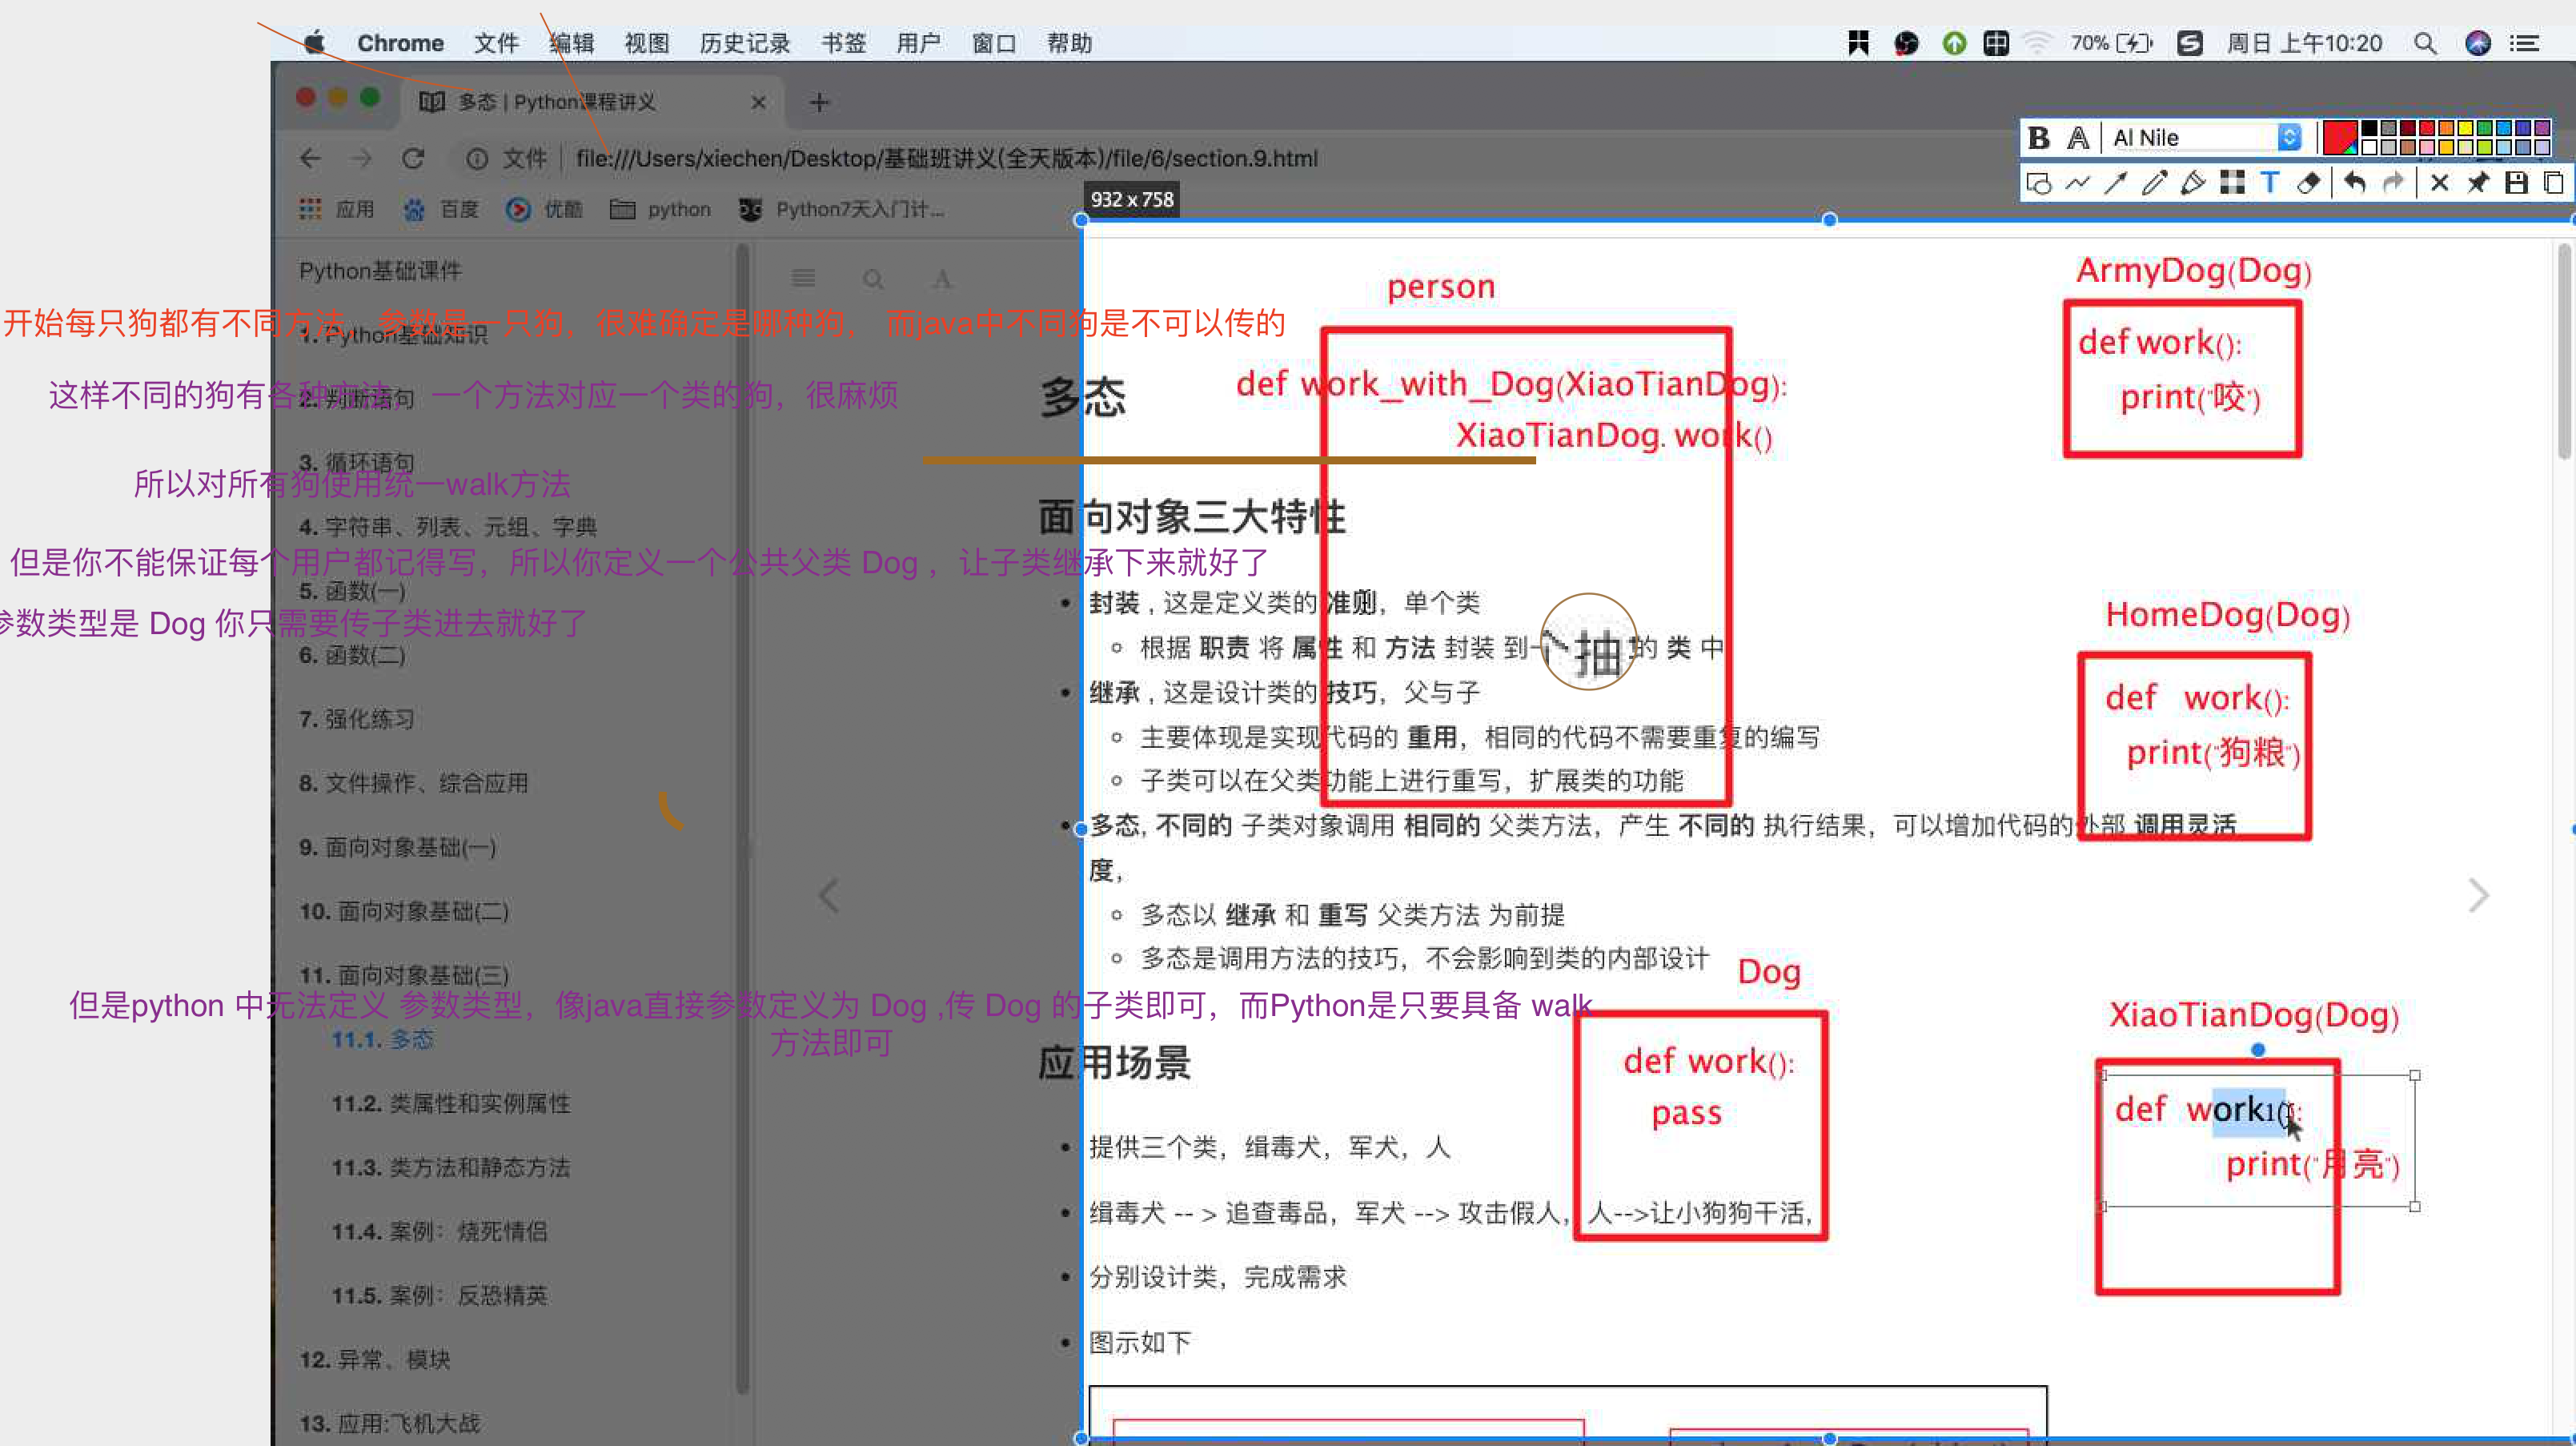 Chrome 文件 编辑 视图 历史记录 书签 用户 窗口 帮助 70% 周日 上午10:20
多态 | Python课程讲义
文件 file:///Users/xiechen/Desktop/基础班讲义(全天版本)/file/6/section.9.html
B A Al Nile
应用 百度 优酷 python Python7天入门计...
932 x 758
Python基础课件
person
ArmyDog(Dog)
开始每只狗都有不同方法，参数是一只狗，很难确定是哪种狗， 而java中不同狗是不可以传的
1. Python基础知识
def work():
print("咬")
这样不同的狗有各种方法， 一个方法对应一个类的狗，很麻烦
2. 判断语句
多态
def work_with_Dog(XiaoTianDog):
XiaoTianDog. work()
3. 循环语句
所以对所有狗使用统一walk方法
4. 字符串、列表、元组、字典
面向对象三大特性
但是你不能保证每个用户都记得写，所以你定义一个公共父类 Dog ，让子类继承下来就好了
5. 函数(一)
参数类型是 Dog 你只需要传子类进去就好了
6. 函数(二)
封装 , 这是定义类的 准则，单个类
HomeDog(Dog)
根据 职责 将 属性 和 方法 封装 到一个抽 的 类 中
继承 , 这是设计类的 技巧，父与子
def work():
print("狗粮")
7. 强化练习
主要体现是实现代码的 重用，相同的代码不需要重复的编写
子类可以在父类功能上进行重写，扩展类的功能
8. 文件操作、综合应用
多态, 不同的 子类对象调用 相同的 父类方法，产生 不同的 执行结果，可以增加代码的外部 调用灵活
度,
9. 面向对象基础(一)
10. 面向对象基础(二)
多态以 继承 和 重写 父类方法 为前提
多态是调用方法的技巧，不会影响到类的内部设计
11. 面向对象基础(三)
Dog
但是python 中无法定义 参数类型，像java直接参数定义为 Dog ,传 Dog 的子类即可，而Python是只要具备 walk
方法即可
11.1. 多态
XiaoTianDog(Dog)
应用场景
def work():
pass
def work1():
print("月亮")
11.2. 类属性和实例属性
提供三个类，缉毒犬，军犬，人
11.3. 类方法和静态方法
缉毒犬 -- > 追查毒品，军犬 --> 攻击假人，人-->让小狗狗干活,
11.4. 案例：烧死情侣
分别设计类，完成需求
11.5. 案例：反恐精英
图示如下
12. 异常、模块
13. 应用:飞机大战